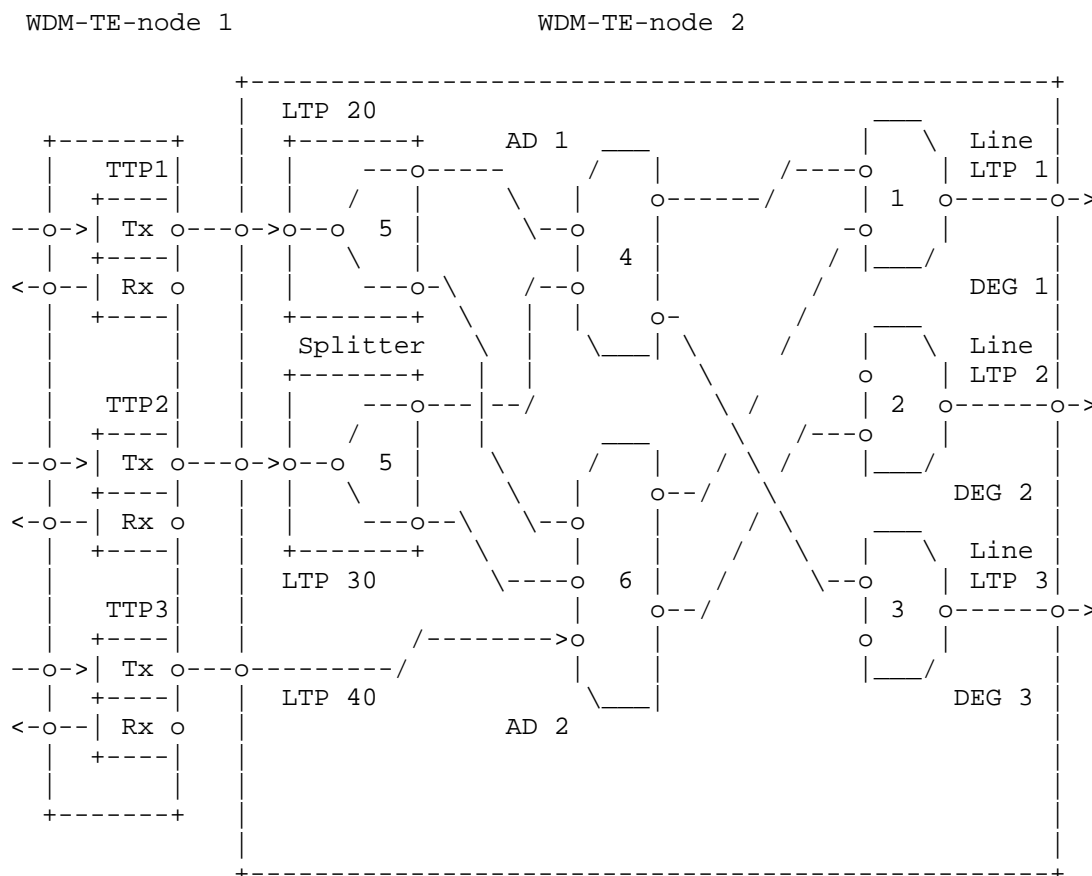 WDM-TE-node 1 WDM-TE-node 2
LTP 20
AD 1 Line
TTP1 LTP 1
1
Tx 5
4
Rx DEG 1
Splitter Line
LTP 2
TTP2 2
Tx 5
DEG 2
Rx
Line
LTP 30 6 LTP 3
TTP3 3
Tx
LTP 40 DEG 3
Rx AD 2